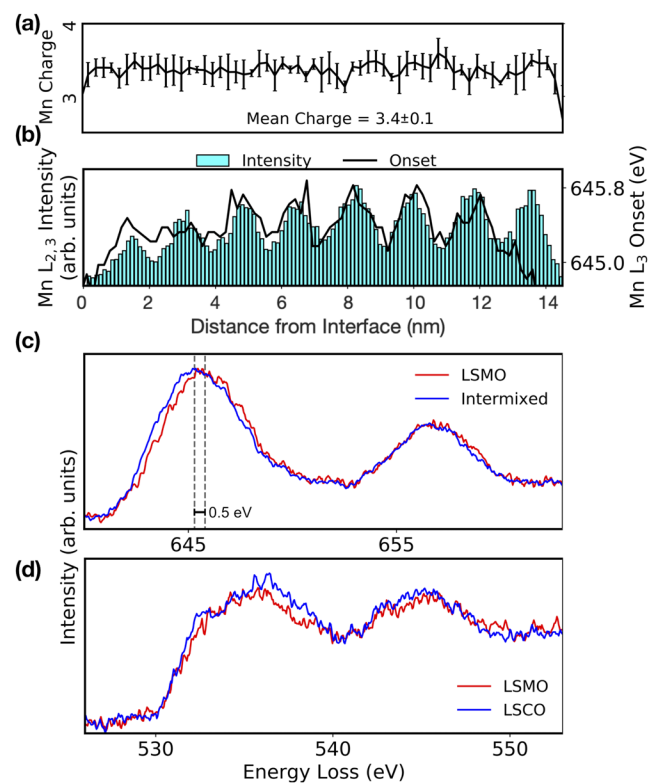 (a)
4
3
Mn Charge
Mean Charge = 3.4±0.1
(b)
Intensity
Onset
Mn L2,3 Intensity
(arb. units)
645.8
645.0
Mn L3 Onset (eV)
0 2 4 6 8 10 12 14
Distance from Interface (nm)
(c)
LSMO
Intermixed
0.5 eV
645 655
Intensity (arb. units)
(d)
LSMO
LSCO
530 540 550
Energy Loss (eV)